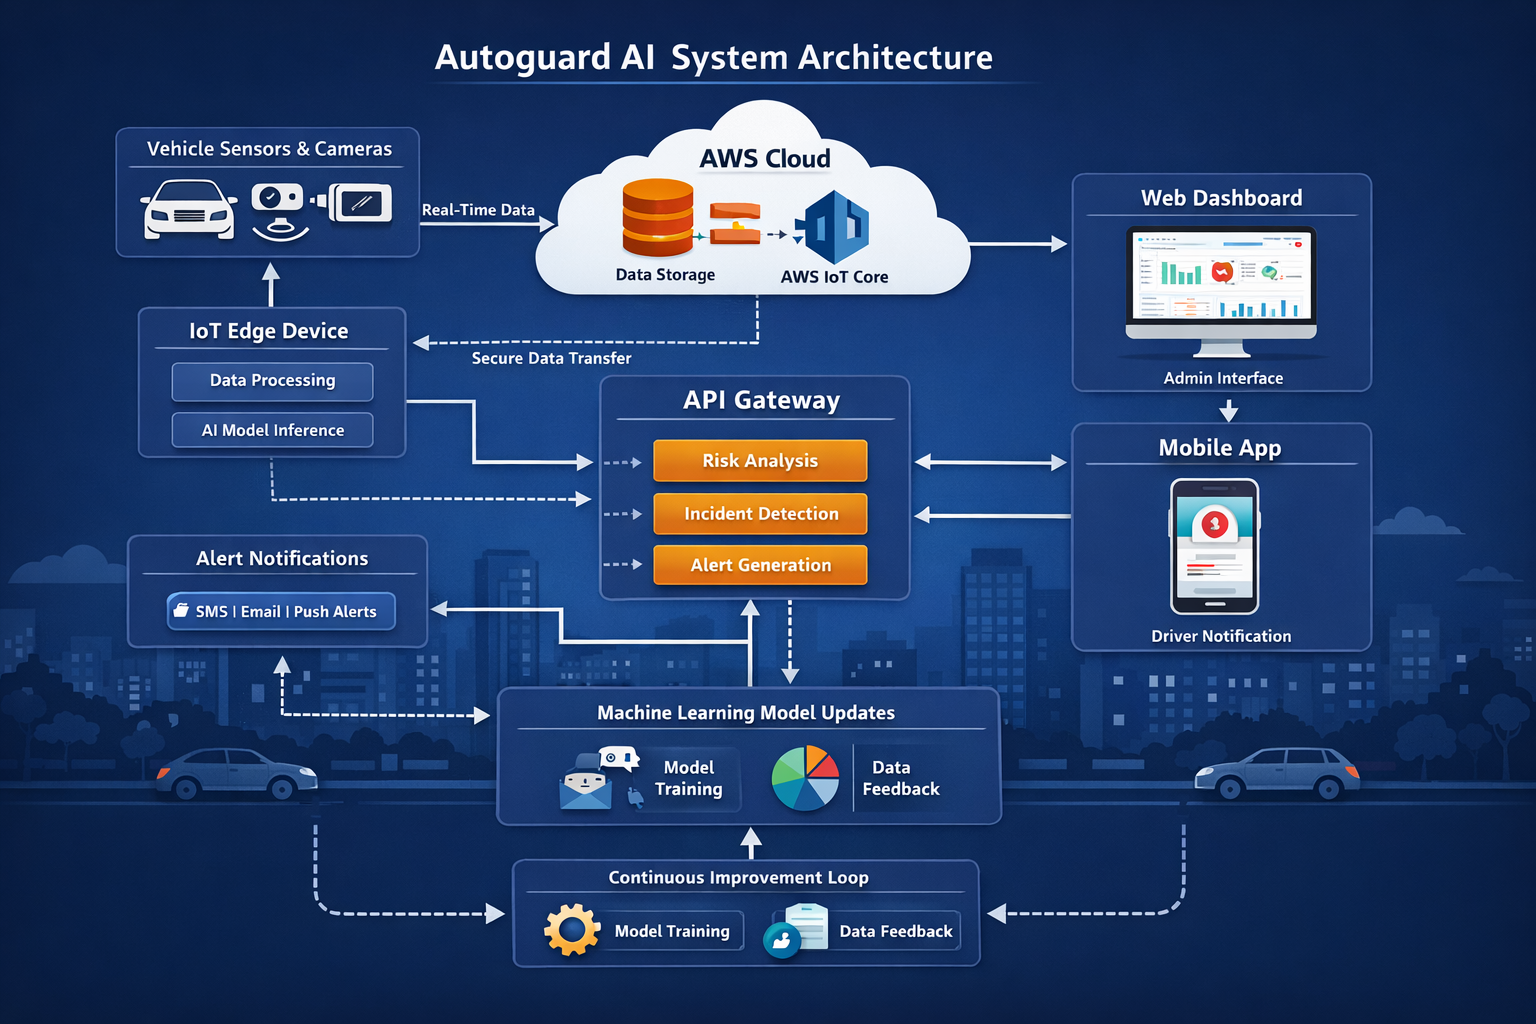 Autoguard AI System Architecture
Vehicle Sensors & Cameras
Real-Time Data
AWS Cloud
Data Storage
AWS IoT Core
Web Dashboard
Admin Interface
IoT Edge Device
Data Processing
AI Model Inference
Secure Data Transfer
API Gateway
Risk Analysis
Incident Detection
Alert Generation
Mobile App
Driver Notification
Alert Notifications
SMS | Email | Push Alerts
Machine Learning Model Updates
Model
Training
Data
Feedback
Continuous Improvement Loop
Model Training
Data Feedback